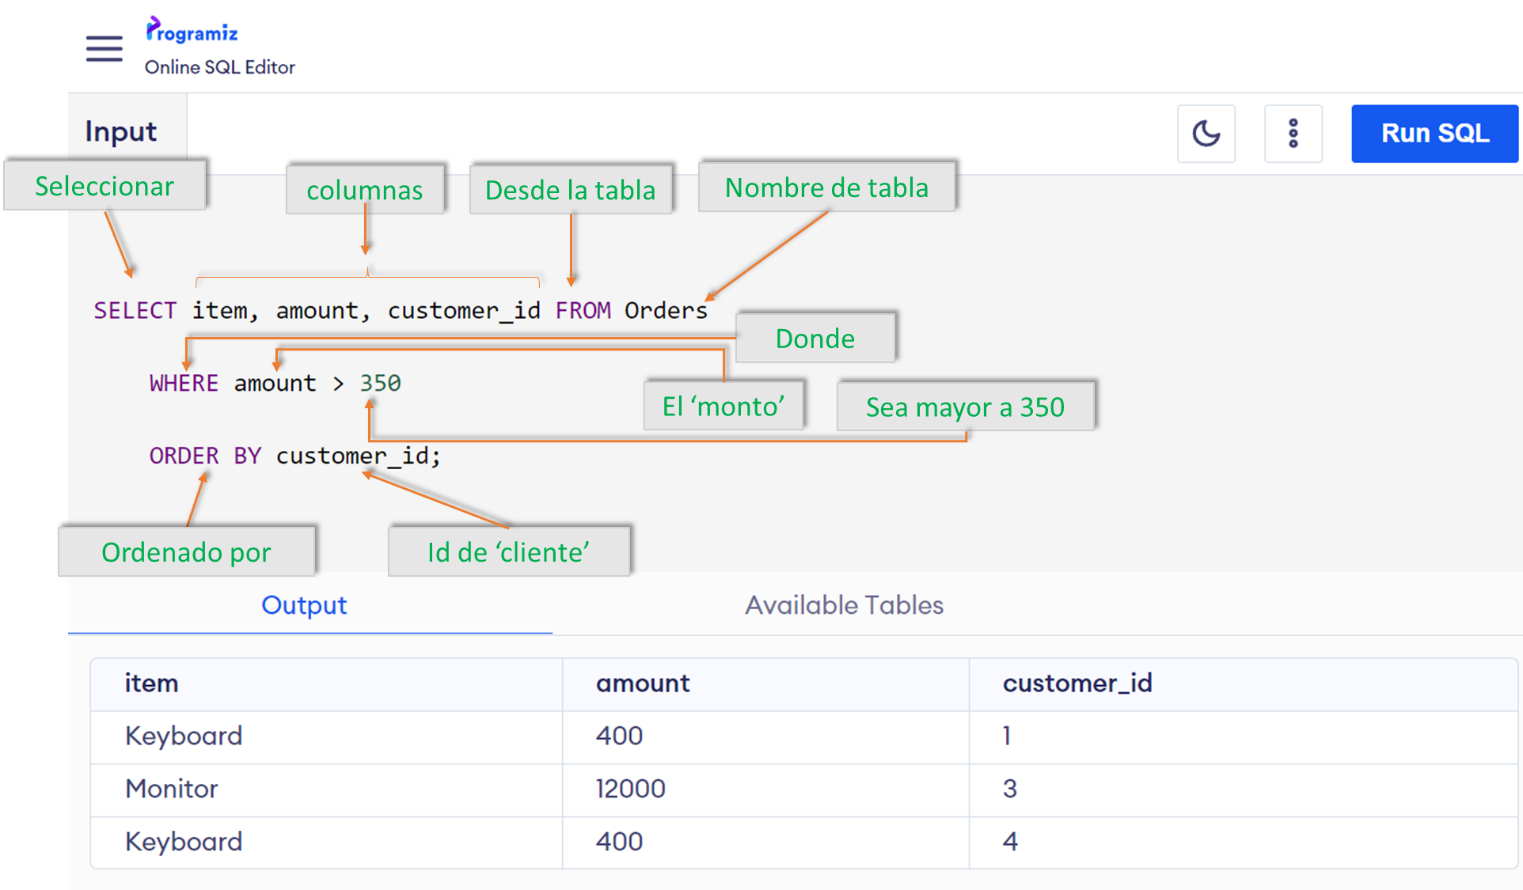 Programiz
Online SQL Editor
Input
Run SQL
Seleccionar
columnas
Desde la tabla
Nombre de tabla
SELECT item, amount, customer_id FROM Orders
Donde
WHERE amount > 350
El ‘monto’
Sea mayor a 350
ORDER BY customer_id;
Ordenado por
Id de ‘cliente’
Output
Available Tables
item amount customer_id
Keyboard 400 1
Monitor 12000 3
Keyboard 400 4